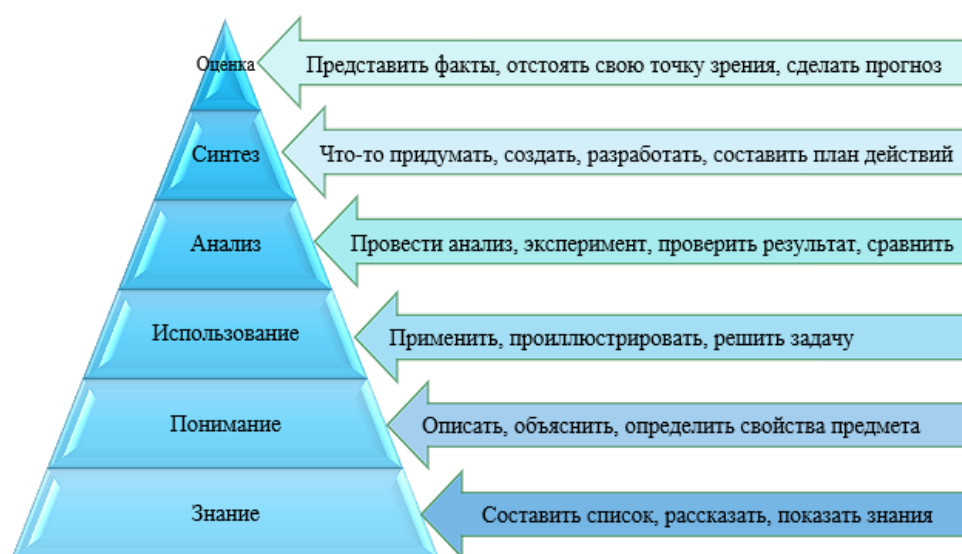 Оценка
Представить факты, отстоять свою точку зрения, сделать прогноз
Синтез
Что-то придумать, создать, разработать, составить план действий
Анализ
Провести анализ, эксперимент, проверить результат, сравнить
Использование
Применить, проиллюстрировать, решить задачу
Понимание
Описать, объяснить, определить свойства предмета
Знание
Составить список, рассказать, показать знания